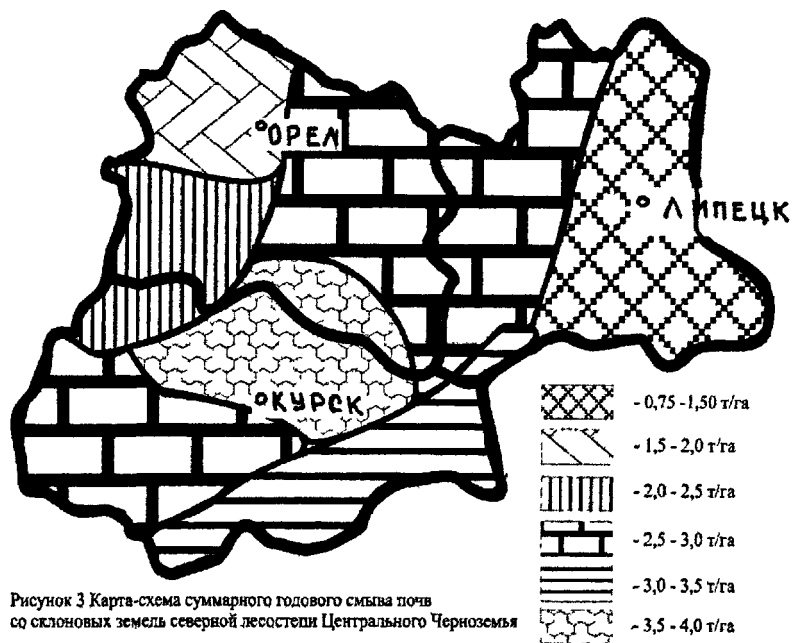 ОРЕЛ
ЛИПЕЦК
КУРСК
- 0,75 -1,50 т/га
- 1,5 - 2,0 т/га
- 2,0 - 2,5 т/га
- 2,5 - 3,0 т/га
- 3,0 - 3,5 т/га
- 3,5 - 4,0 т/га
Рисунок 3 Карта-схема суммарного годового смыва почв
со склоновых земель северной лесостепи Центрального Черноземья